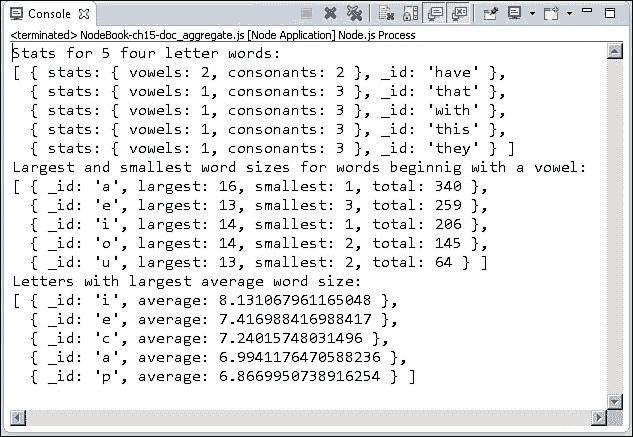 Console
<terminated> NodeBook-ch15-doc_aggregate.js [Node Application] Node.js Process
Stats for 5 four letter words:
[ { stats: { vowels: 2, consonants: 2 }, _id: 'have' },
  { stats: { vowels: 1, consonants: 3 }, _id: 'that' },
  { stats: { vowels: 1, consonants: 3 }, _id: 'with' },
  { stats: { vowels: 1, consonants: 3 }, _id: 'this' },
  { stats: { vowels: 1, consonants: 3 }, _id: 'they' } ]
Largest and smallest word sizes for words beginnig with a vowel:
[ { _id: 'a', largest: 16, smallest: 1, total: 340 },
  { _id: 'e', largest: 13, smallest: 3, total: 259 },
  { _id: 'i', largest: 14, smallest: 1, total: 206 },
  { _id: 'o', largest: 14, smallest: 2, total: 145 },
  { _id: 'u', largest: 13, smallest: 2, total: 64 } ]
Letters with largest average word size:
[ { _id: 'i', average: 8.131067961165048 },
  { _id: 'e', average: 7.416988416988417 },
  { _id: 'c', average: 7.24015748031496 },
  { _id: 'a', average: 6.9941176470588236 },
  { _id: 'p', average: 6.8669950738916254 } ]